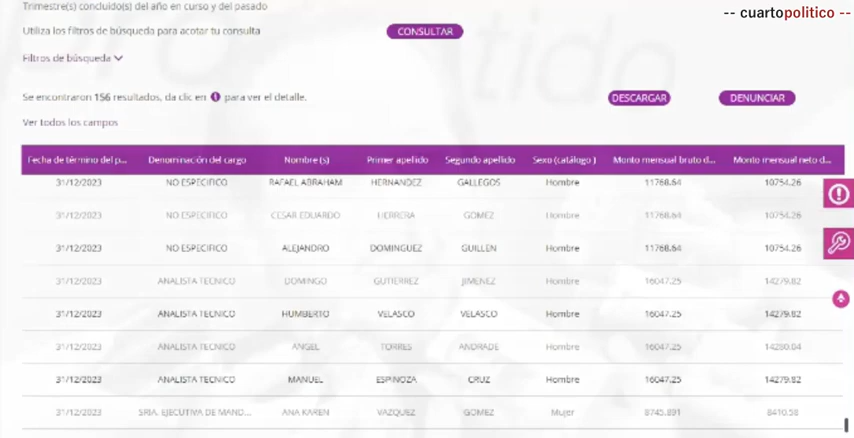 -- cuartopolitico --
Trimestre(s) concluido(s) del año en curso y del pasado
Utiliza los filtros de búsqueda para acotar tu consulta
CONSULTAR
Filtros de búsqueda
Se encontraron 156 resultados, da clic en para ver el detalle.
DESCARGAR
DENUNCIAR
Ver todos los campos
Fecha de término del p... Denominación del cargo Nombre (s) Primer apellido Segundo apellido Sexo (catálogo ) Monto mensual bruto d... Monto mensual neto d...
31/12/2023 NO ESPECIFICO RAFAEL ABRAHAM HERNANDEZ GALLEGOS Hombre 11768.64 10754.26
31/12/2023 NO ESPECIFICO CESAR EDUARDO HERRERA GOMEZ Hombre 11768.64 10754.26
31/12/2023 NO ESPECIFICO ALEJANDRO DOMINGUEZ GUILLEN Hombre 11768.64 10754.26
31/12/2023 ANALISTA TECNICO DOMINGO GUTIERREZ JIMENEZ Hombre 16047.25 14279.82
31/12/2023 ANALISTA TECNICO HUMBERTO VELASCO VELASCO Hombre 16047.25 14279.82
31/12/2023 ANALISTA TECNICO ANGEL TORRES ANDRADE Hombre 16047.25 14280.04
31/12/2023 ANALISTA TECNICO MANUEL ESPINOZA CRUZ Hombre 16047.25 14279.82
31/12/2023 SRIA. EJECUTIVA DE MAND... ANA KAREN VAZQUEZ GOMEZ Mujer 8745.891 8410.58